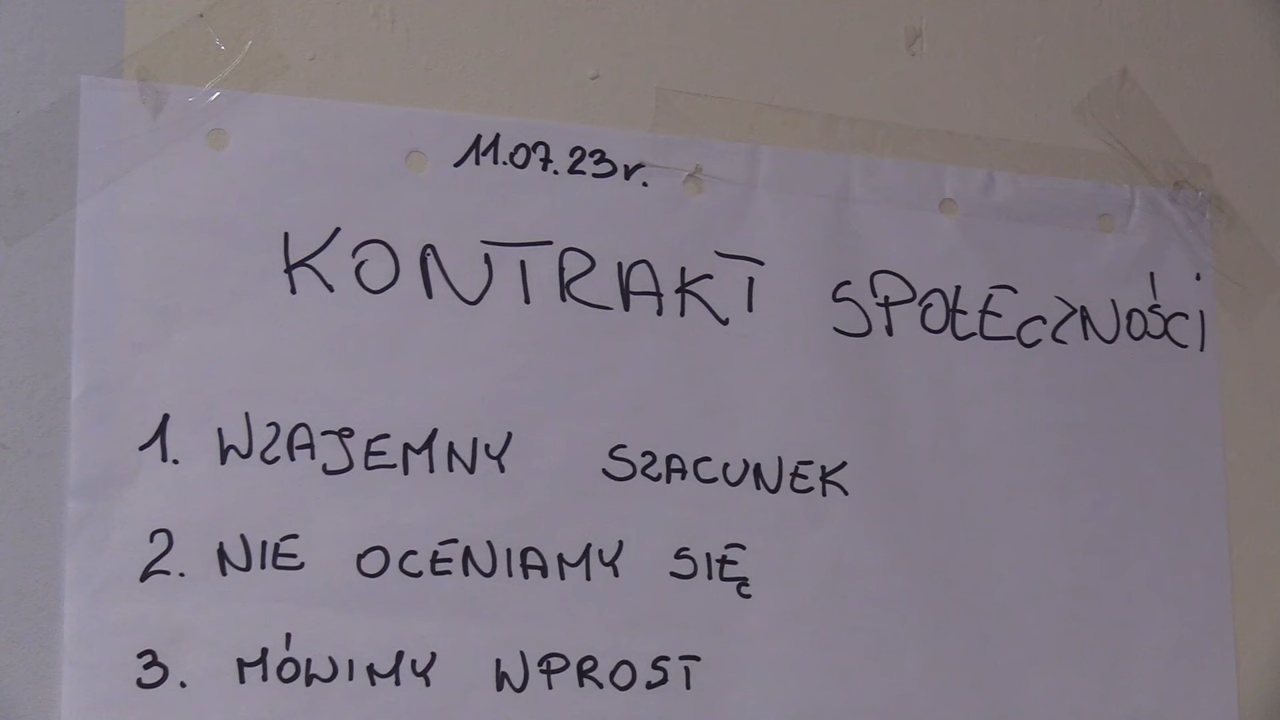 11.07.23r.
KONTRAKT SPOŁECZNOŚCI
1. WZAJEMNY SZACUNEK
2. NIE OCENIAMY SIĘ
3. MÓWIMY WPROST